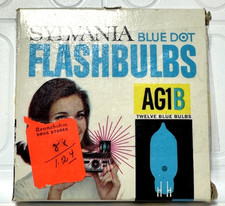 SYLVANIA BLUE DOT
FLASHBULBS
AG1B
TWELVE BLUE BULBS